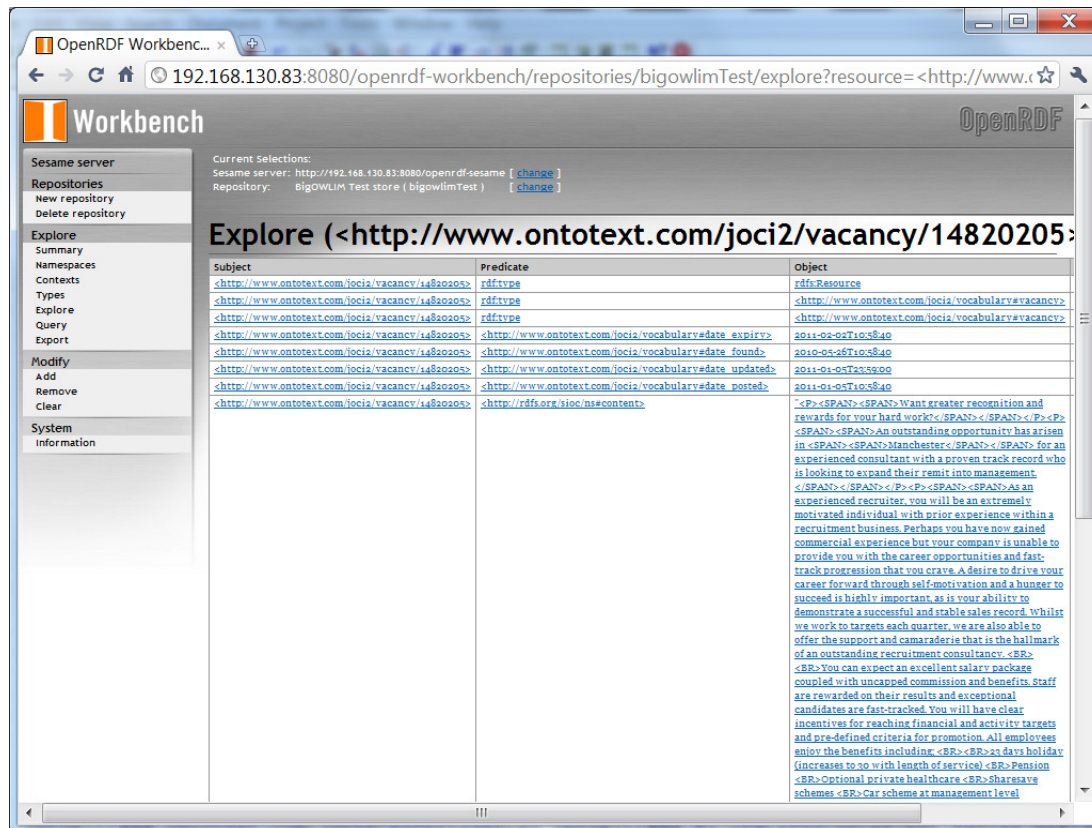 OpenRDF Workbenc... ×
192.168.130.83:8080/openrdf-workbench/repositories/bigowlimTest/explore?resource=<http://www.
Workbench
OpenRDF
Sesame server
Repositories
New repository
Delete repository
Explore
Summary
Namespaces
Contexts
Types
Explore
Query
Export
Modify
Add
Remove
Clear
System
Information
Current Selections:
Sesame server: http://192.168.130.83:8080/openrdf-sesame [ change ]
Repository: BigOWLIM Test store ( bigowlimTest ) [ change ]
Explore (<http://www.ontotext.com/joci2/vacancy/14820205>
Subject Predicate Object
<http://www.ontotext.com/joci2/vacancy/14820205> rdf:type rdfs:Resource
<http://www.ontotext.com/joci2/vacancy/14820205> rdf:type <http://www.ontotext.com/joci2/vocabulary#vacancy>
<http://www.ontotext.com/joci2/vacancy/14820205> rdf:type <http://www.ontotext.com/joci2/vocabulary#vacancy>
<http://www.ontotext.com/joci2/vacancy/14820205> <http://www.ontotext.com/joci2/vocabulary#date_expiry> 2011-02-02T10:58:40
<http://www.ontotext.com/joci2/vacancy/14820205> <http://www.ontotext.com/joci2/vocabulary#date_found> 2010-05-26T10:58:40
<http://www.ontotext.com/joci2/vacancy/14820205> <http://www.ontotext.com/joci2/vocabulary#date_updated> 2011-01-05T23:59:00
<http://www.ontotext.com/joci2/vacancy/14820205> <http://www.ontotext.com/joci2/vocabulary#date_posted> 2011-01-05T10:58:40
<http://www.ontotext.com/joci2/vacancy/14820205> <http://rdfs.org/sioc/ns#content> "<P><SPAN><SPAN>Want greater recognition and
rewards for your hard work?</SPAN></SPAN></P><P>
<SPAN><SPAN>An outstanding opportunity has arisen
in <SPAN><SPAN>Manchester</SPAN></SPAN> for an
experienced consultant with a proven track record who
is looking to expand their remit into management.
</SPAN></SPAN></P><P><SPAN><SPAN>As an
experienced recruiter, you will be an extremely
motivated individual with prior experience within a
recruitment business. Perhaps you have now gained
commercial experience but your company is unable to
provide you with the career opportunities and fast-
track progression that you crave. A desire to drive your
career forward through self-motivation and a hunger to
succeed is highly important, as is your ability to
demonstrate a successful and stable sales record. Whilst
we work to targets each quarter, we are also able to
offer the support and camaraderie that is the hallmark
of an outstanding recruitment consultancy. <BR>
<BR>You can expect an excellent salary package
coupled with uncapped commission and benefits. Staff
are rewarded on their results and exceptional
candidates are fast-tracked. You will have clear
incentives for reaching financial and activity targets
and pre-defined criteria for promotion. All employees
enjoy the benefits including; <BR><BR>23 days holiday
(increases to 30 with length of service) <BR>Pension
<BR>Optional private healthcare <BR>Sharesave
schemes <BR>Car scheme at management level